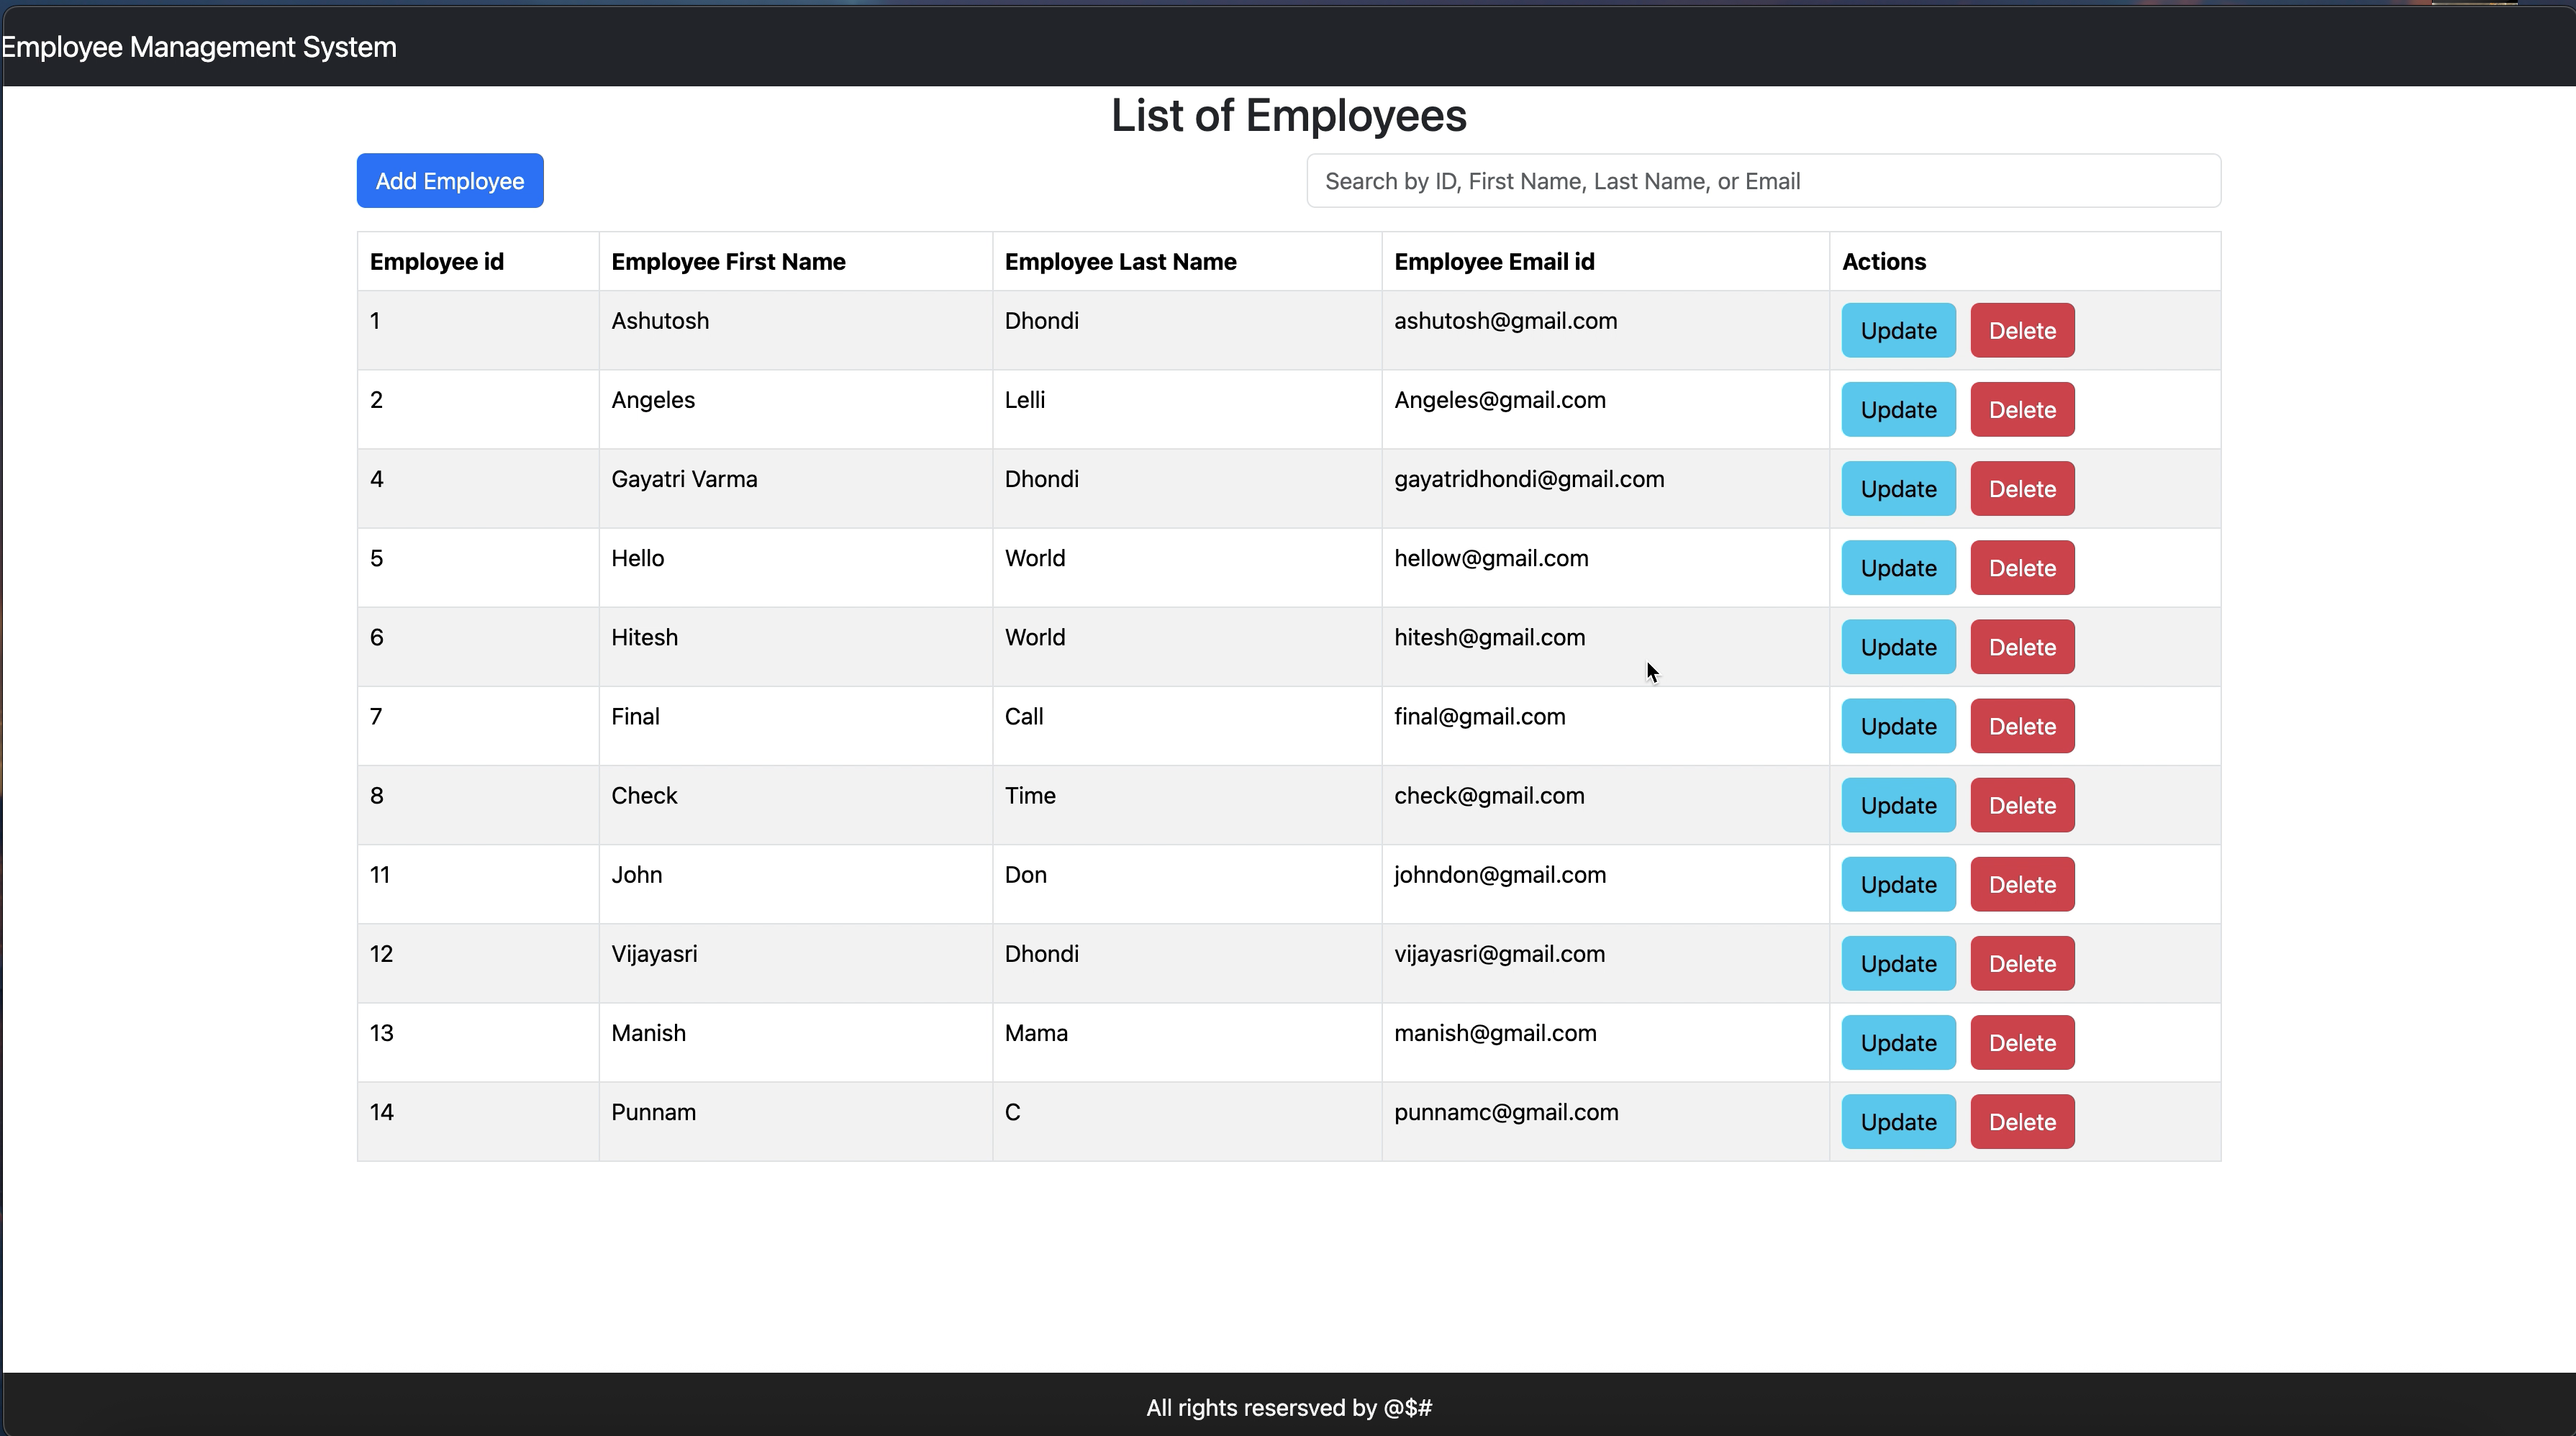 Employee Management System
List of Employees
Add Employee Search by ID, First Name, Last Name, or Email
Employee id Employee First Name Employee Last Name Employee Email id Actions
1 Ashutosh Dhondi ashutosh@gmail.com Update Delete
2 Angeles Lelli Angeles@gmail.com Update Delete
4 Gayatri Varma Dhondi gayatridhondi@gmail.com Update Delete
5 Hello World hellow@gmail.com Update Delete
6 Hitesh World hitesh@gmail.com Update Delete
7 Final Call final@gmail.com Update Delete
8 Check Time check@gmail.com Update Delete
11 John Don johndon@gmail.com Update Delete
12 Vijayasri Dhondi vijayasri@gmail.com Update Delete
13 Manish Mama manish@gmail.com Update Delete
14 Punnam C punnamc@gmail.com Update Delete
All rights resersved by @$#